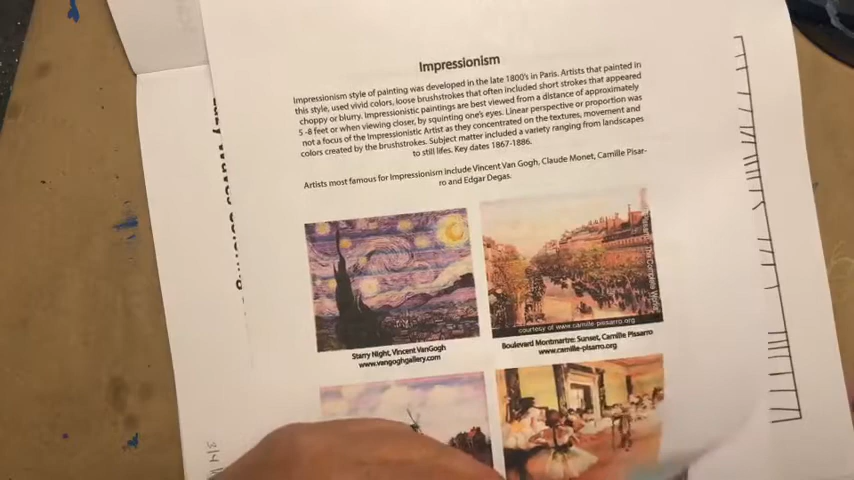 Impressionism
Impressionism style of painting was developed in the late 1800's in Paris. Artists that painted in
this style, used vivid colors, loose brushstrokes that often included short strokes that appeared
choppy or blurry. Impressionistic paintings are best viewed from a distance of approximately
5 -8 feet or when viewing closer, by squinting one's eyes. Linear perspective or proportion was
not a focus of the Impressionistic Artist as they concentrated on the textures, movement and
colors created by the brushstrokes. Subject matter included a variety ranging from landscapes
to still lifes. Key dates 1867-1886.
Artists most famous for Impressionism include Vincent Van Gogh, Claude Monet, Camille Pisar-
ro and Edgar Degas.
courtesy of www.camille-pissarro.org
Starry Night, Vincent VanGogh
www.vangoghgallery.com
Boulevard Montmartre: Sunset, Camille Pissarro
www.camille-pissarro.org